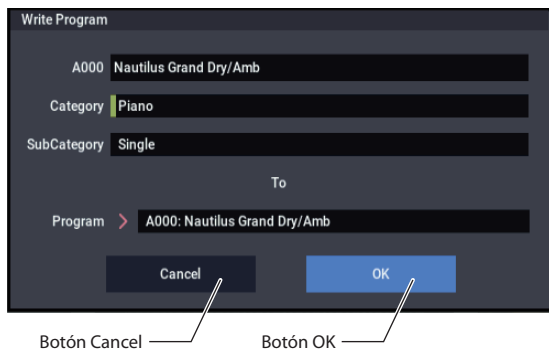 Write Program
A000 Nautilus Grand Dry/Amb
Category Piano
SubCategory Single
To
Program > A000: Nautilus Grand Dry/Amb
Cancel OK
Botón Cancel Botón OK